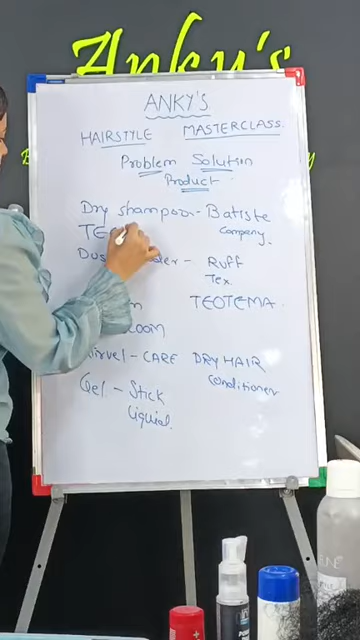 Anky's
ANKY'S
HAIRSTYLE MASTERCLASS
Problem Solution
Product
Dry shampoon - Batiste
company.
Ruff
Tex.
TEOTEMA
CARE DRY HAIR
conditioner
Gel - Stick
liquid.